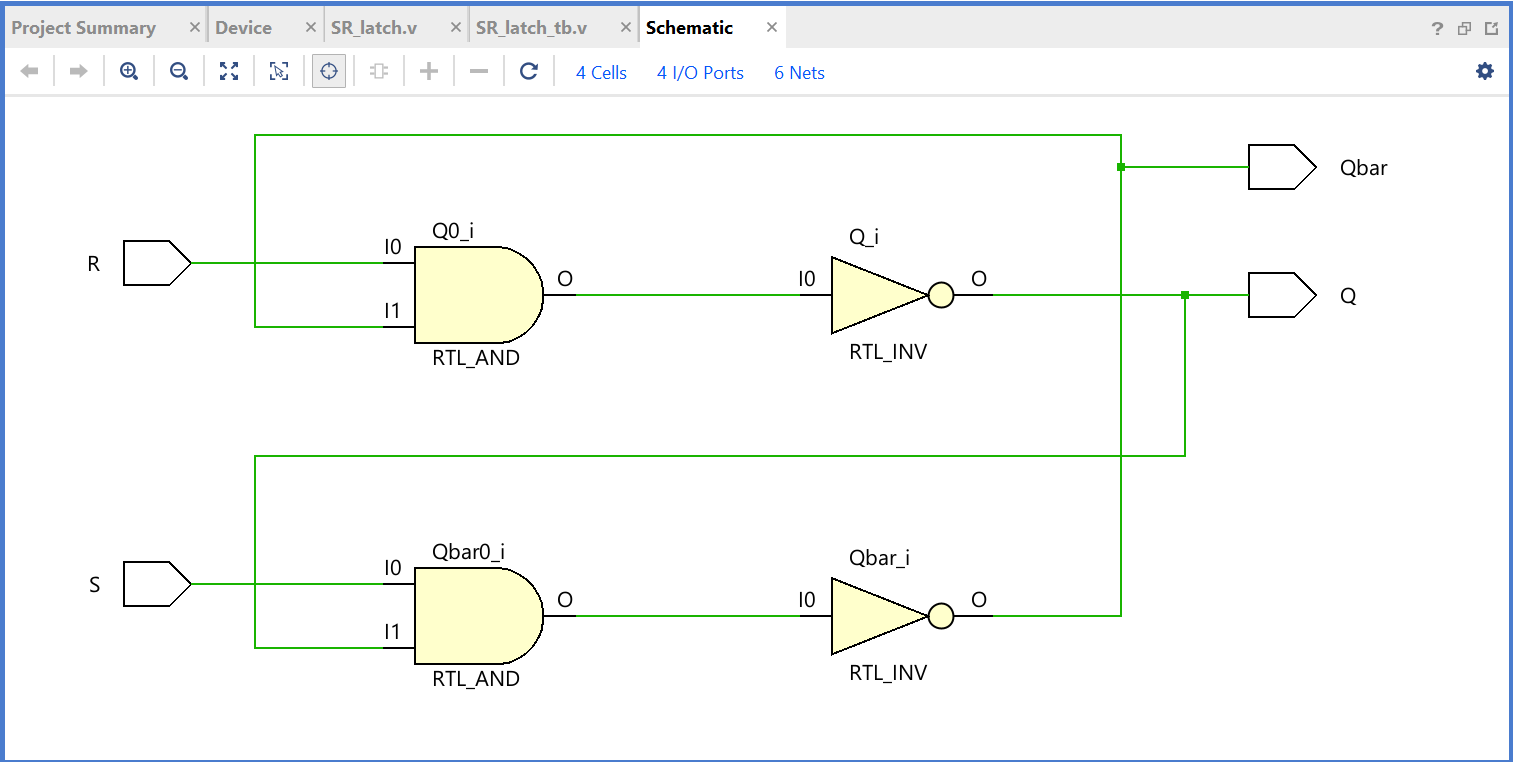 Project Summary × Device × SR_latch.v × SR_latch_tb.v × Schematic × ?
4 Cells 4 I/O Ports 6 Nets
Qbar
Q0_i
Q_i
R I0 O I0 O Q
I1
RTL_AND RTL_INV
Qbar0_i Qbar_i
S I0 O I0 O
I1
RTL_AND RTL_INV